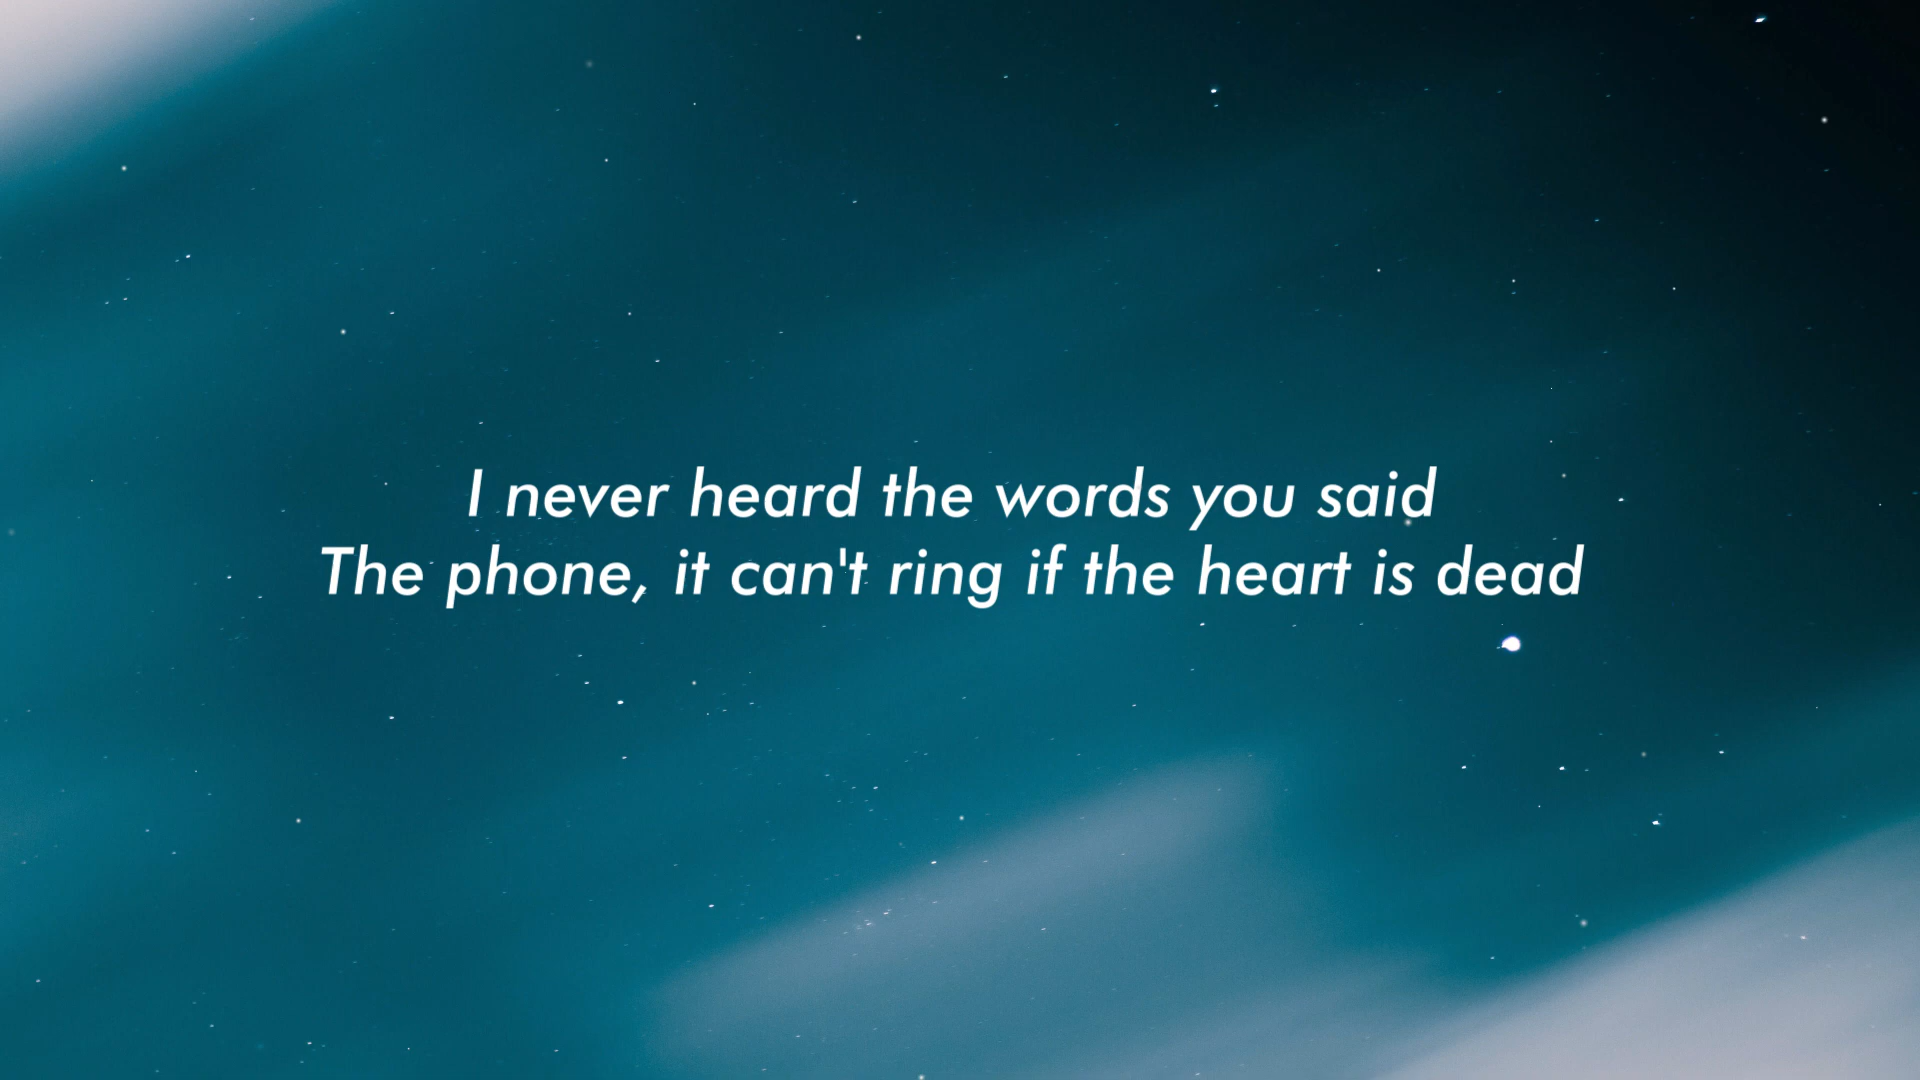 I never heard the words you said
The phone, it can't ring if the heart is dead